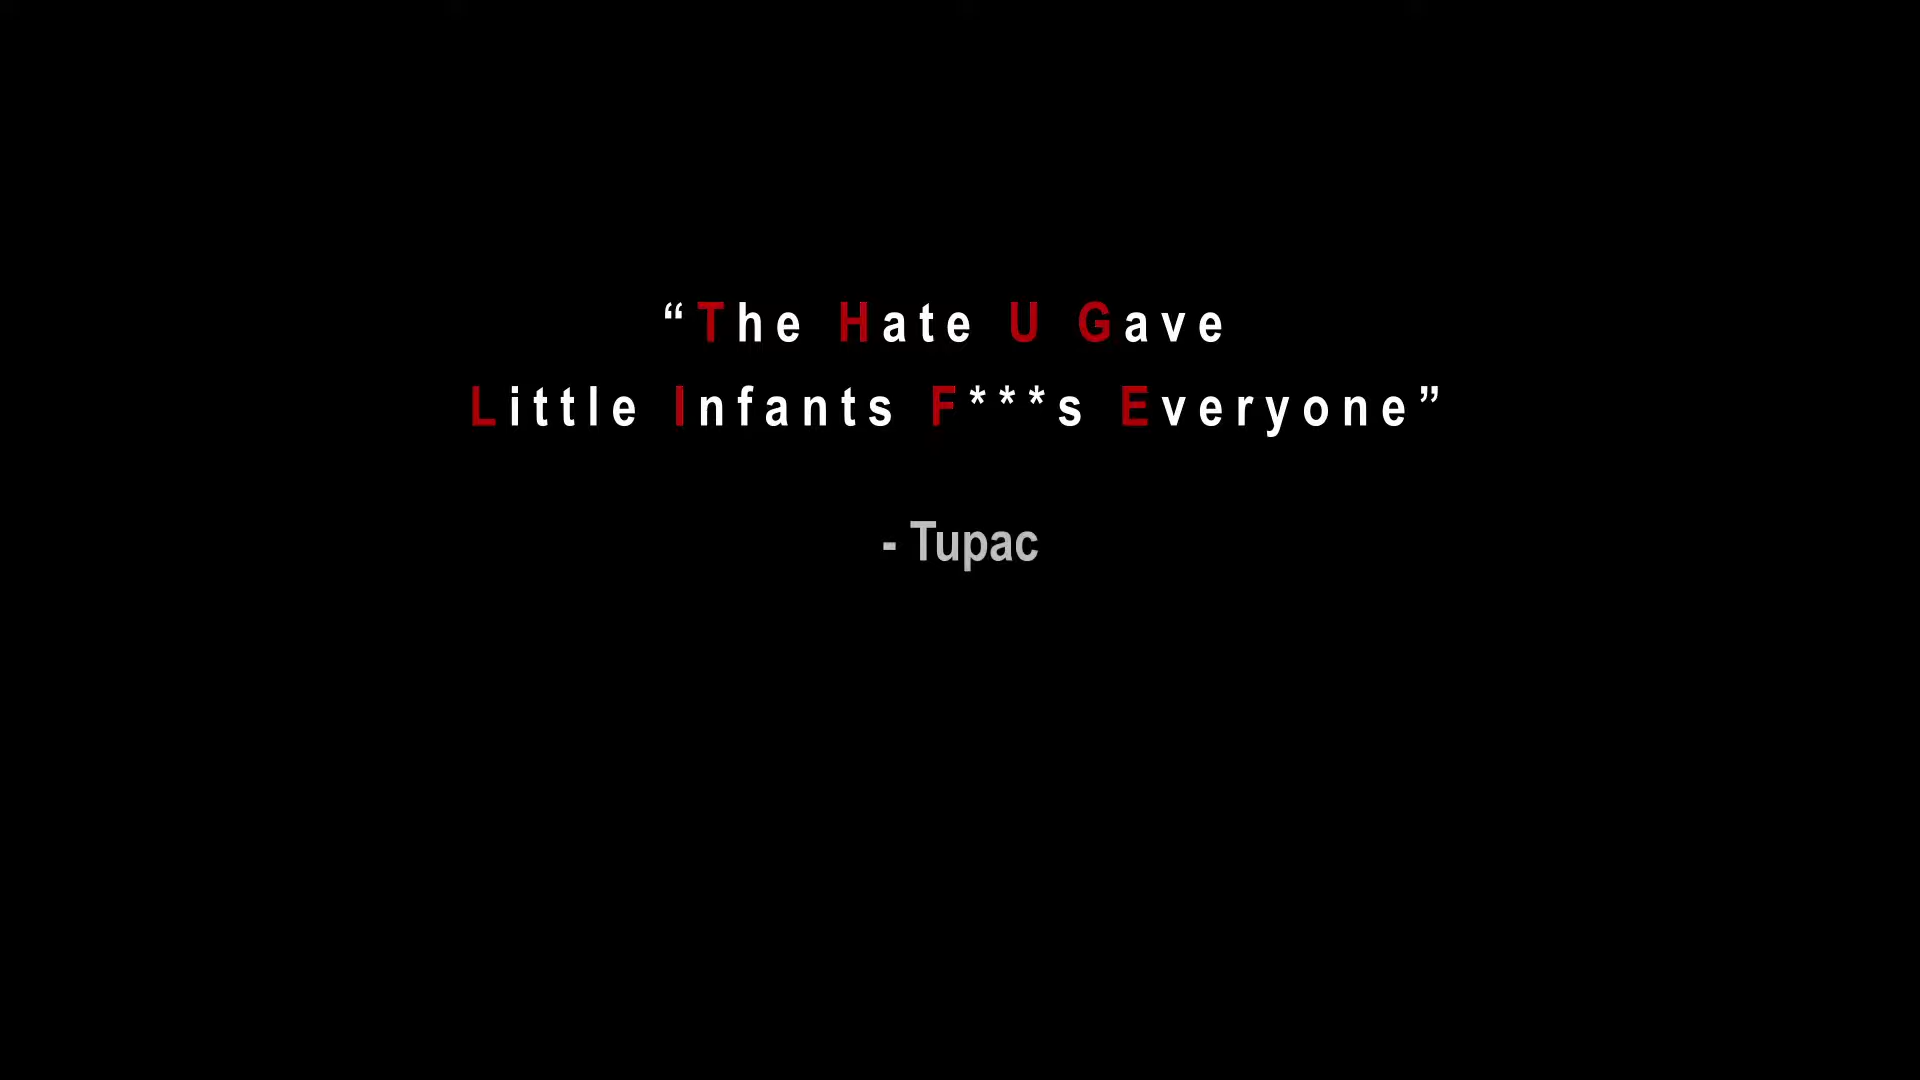 “The Hate U Gave
Little Infants F***s Everyone”
- Tupac